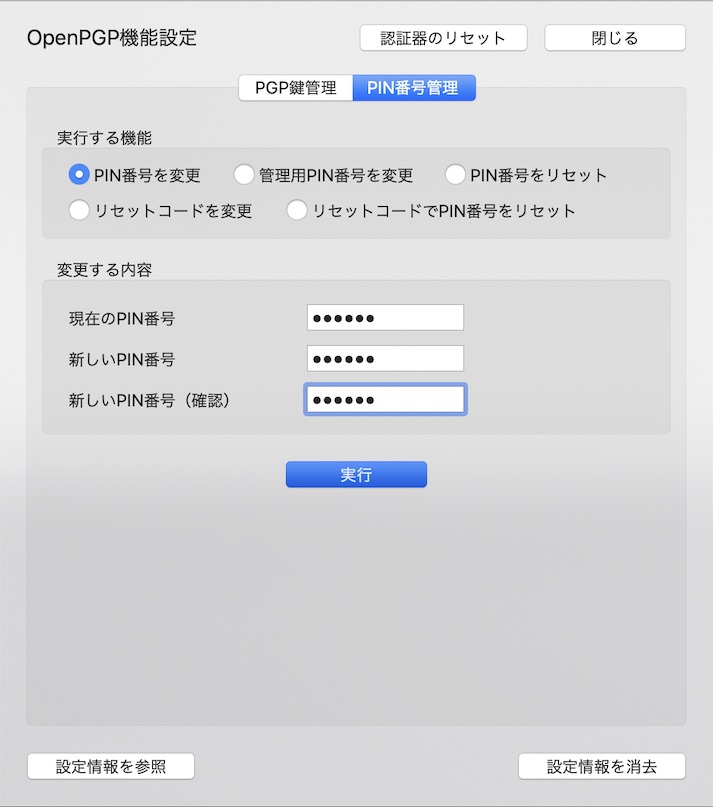 OpenPGP機能設定 認証器のリセット 閉じる
PGP鍵管理 PIN番号管理
実行する機能
PIN番号を変更 管理用PIN番号を変更 PIN番号をリセット
リセットコードを変更 リセットコードでPIN番号をリセット
変更する内容
現在のPIN番号 ●●●●●●
新しいPIN番号 ●●●●●●
新しいPIN番号（確認） ●●●●●●
実行
設定情報を参照 設定情報を消去